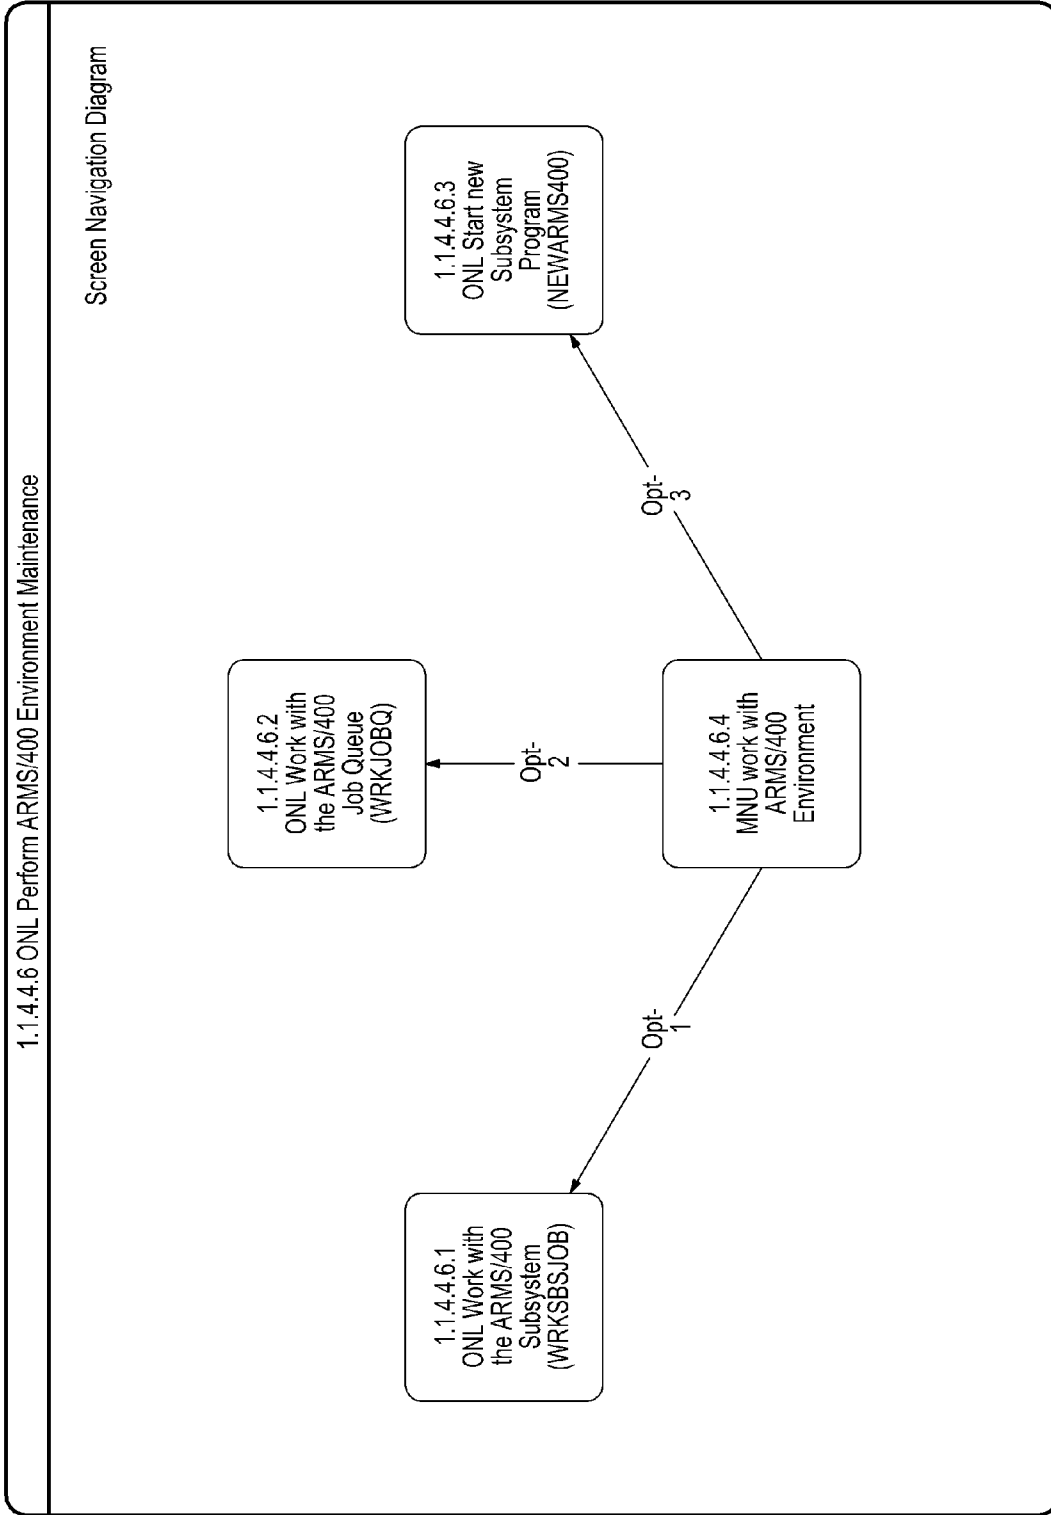 1.1.4.4.6 ONL Perform ARMS/400 Environment Maintenance
Screen Navigation Diagram
1.1.4.4.6.2
ONL Work with
the ARMS/400
Job Queue
(WRKJOBQ)
1.1.4.4.6.1
ONL Work with
the ARMS/400
Subsystem
(WRKSBSJOB)
1.1.4.4.6.3
ONL Start new
Subsystem
Program
(NEWARMS400)
Opt-
2
Opt-
1
Opt-
3
1.1.4.4.6.4
MNU work with
ARMS/400
Environment